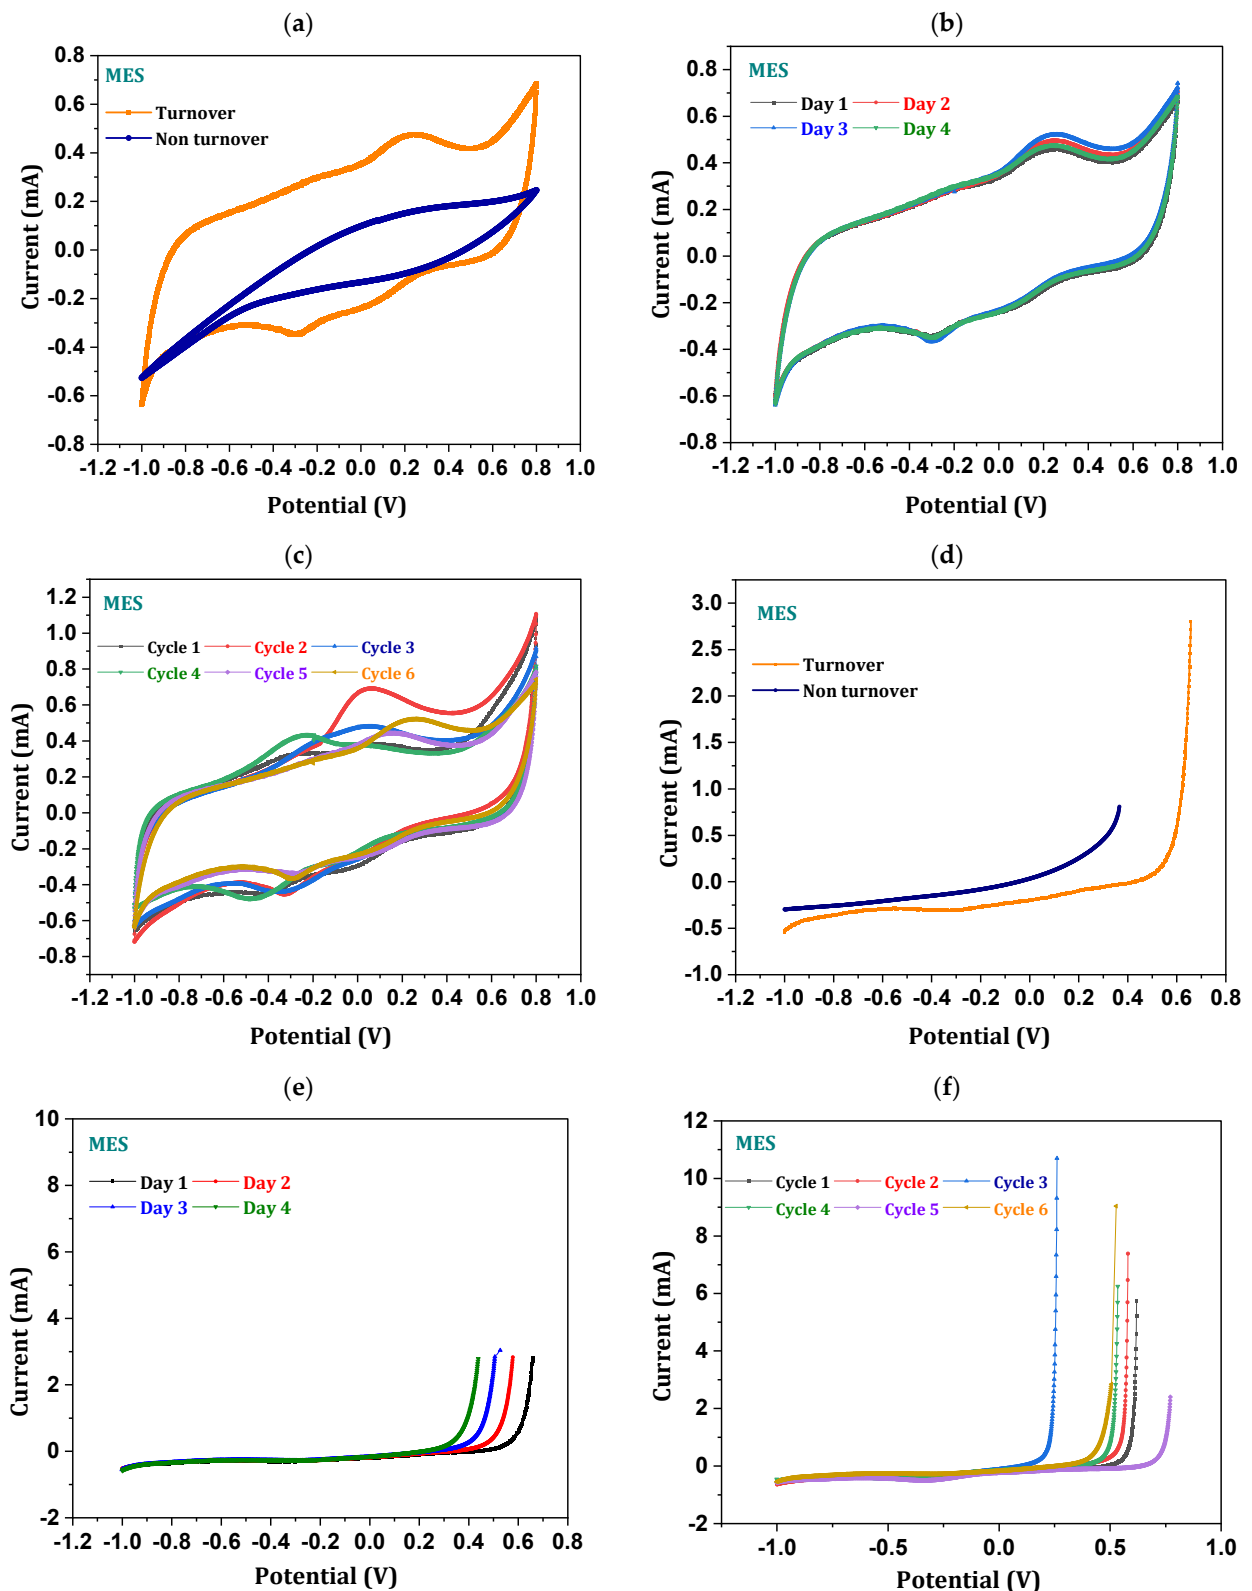 (a)
MES
Turnover
Non turnover
0.8
0.6
0.4
0.2
0.0
-0.2
-0.4
-0.6
-0.8
Current (mA)
-1.2 -1.0 -0.8 -0.6 -0.4 -0.2 0.0 0.2 0.4 0.6 0.8 1.0
Potential (V)
(b)
MES
Day 1 Day 2
Day 3 Day 4
0.8
0.6
0.4
0.2
0.0
-0.2
-0.4
-0.6
-0.8
Current (mA)
-1.2 -1.0 -0.8 -0.6 -0.4 -0.2 0.0 0.2 0.4 0.6 0.8 1.0
Potential (V)
(c)
MES
Cycle 1 Cycle 2 Cycle 3
Cycle 4 Cycle 5 Cycle 6
1.2
1.0
0.8
0.6
0.4
0.2
0.0
-0.2
-0.4
-0.6
-0.8
Current (mA)
-1.2 -1.0 -0.8 -0.6 -0.4 -0.2 0.0 0.2 0.4 0.6 0.8 1.0
Potential (V)
(d)
MES
Turnover
Non turnover
3.0
2.5
2.0
1.5
1.0
0.5
0.0
-0.5
-1.0
Current (mA)
-1.2 -1.0 -0.8 -0.6 -0.4 -0.2 0.0 0.2 0.4 0.6 0.8
Potential (V)
(e)
MES
Day 1 Day 2
Day 3 Day 4
10
8
6
4
2
0
-2
Current (mA)
-1.2 -1.0 -0.8 -0.6 -0.4 -0.2 0.0 0.2 0.4 0.6 0.8
Potential (V)
(f)
MES
Cycle 1 Cycle 2 Cycle 3
Cycle 4 Cycle 5 Cycle 6
12
10
8
6
4
2
0
-2
Current (mA)
-1.0 -0.5 0.0 0.5 1.0
Potential (V)